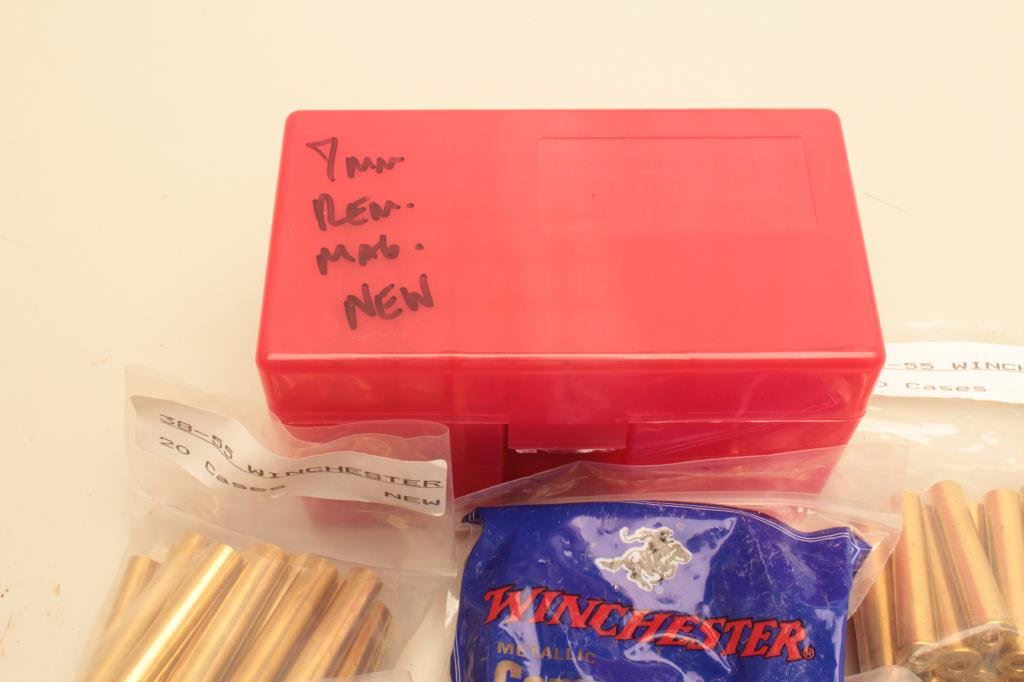 7mm
REM.
MAG.
NEW
38-55 WINCHESTER
20 Cases NEW
-55 WINCH
Cases
WINCHESTER®
METALLIC